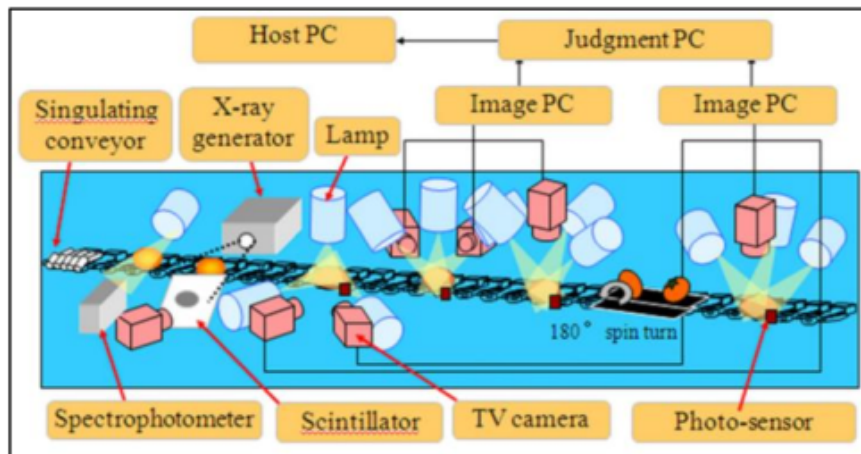 Host PC
Judgment PC
Singulating
conveyor
X-ray
generator
Lamp
Image PC
Image PC
180° spin turn
Spectrophotometer
Scintillator
TV camera
Photo-sensor